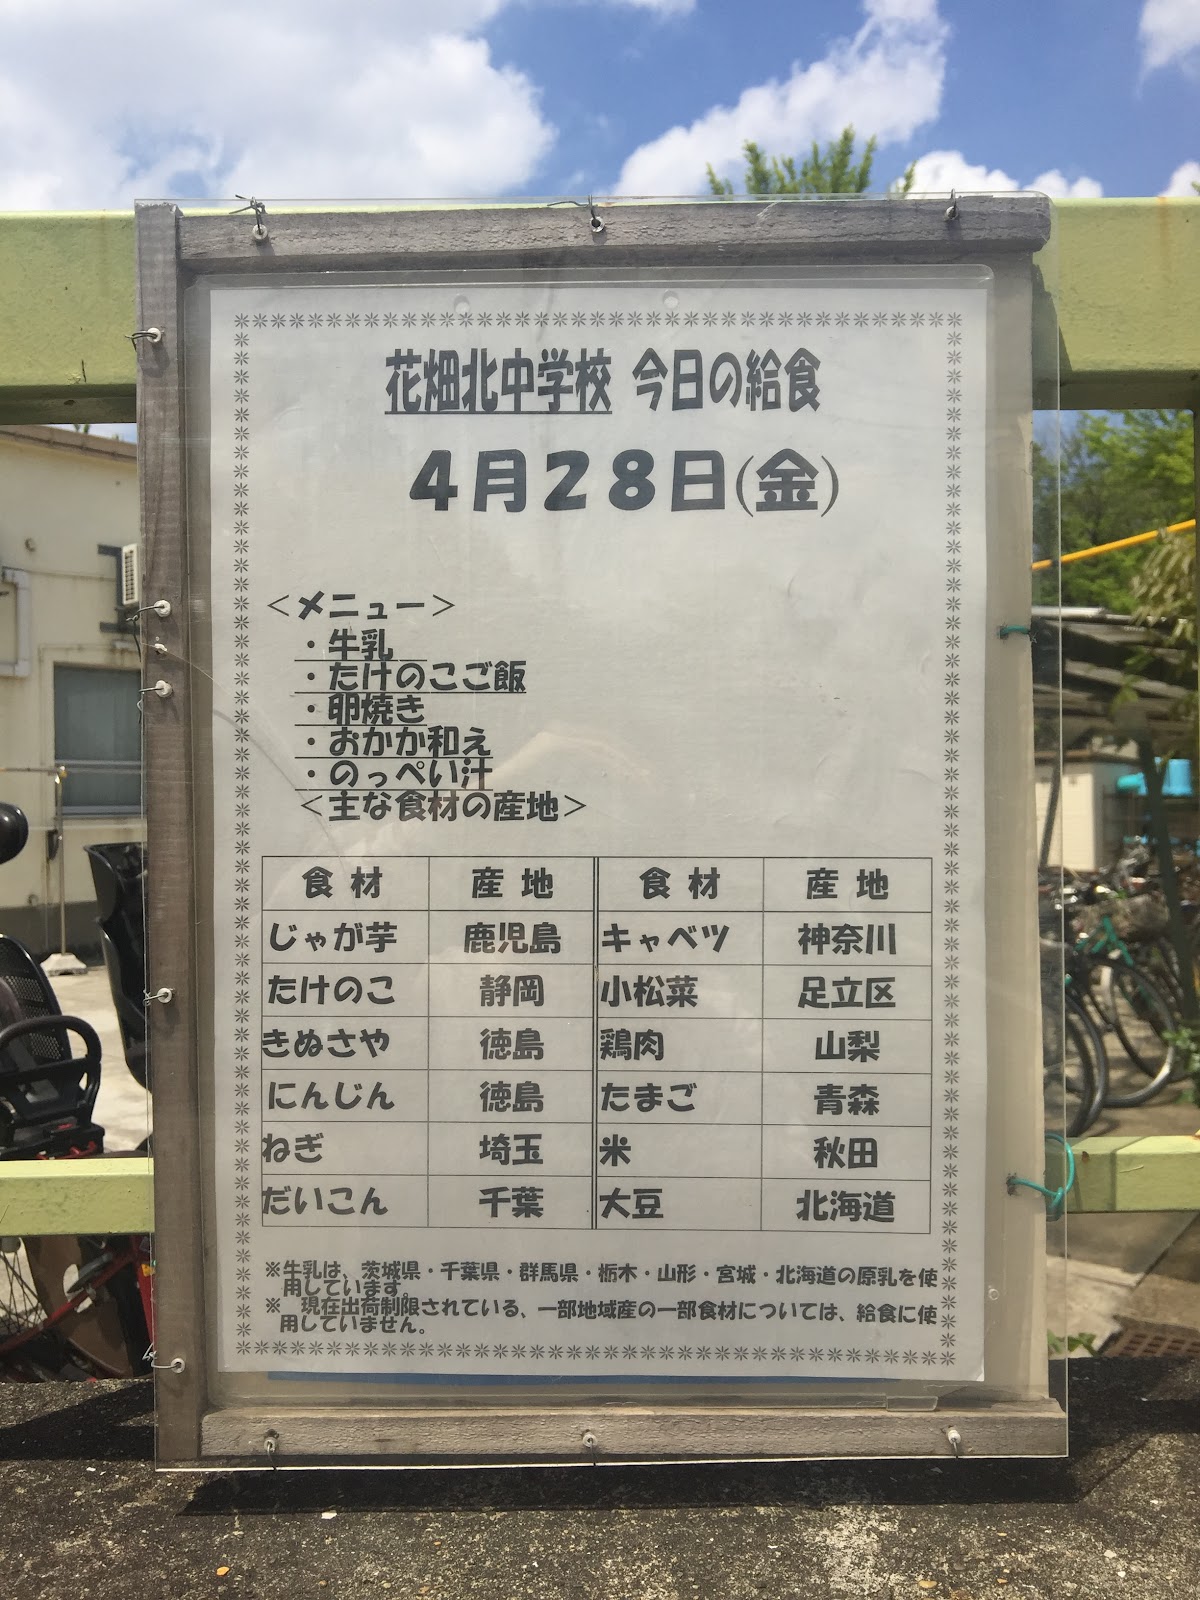 花畑北中学校 今日の給食
4月28日(金)
＜メニュー＞
・牛乳
・たけのこご飯
・卵焼き
・おかか和え
・のっぺい汁
＜主な食材の産地＞
食材 産地 食材 産地
じゃが芋 鹿児島 キャベツ 神奈川
たけのこ 静岡 小松菜 足立区
きぬさや 徳島 鶏肉 山梨
にんじん 徳島 たまご 青森
ねぎ 埼玉 米 秋田
だいこん 千葉 大豆 北海道
※牛乳は、茨城県・千葉県・群馬県・栃木・山形・宮城・北海道の原乳を使
用しています。
※ 現在出荷制限されている、一部地域産の一部食材については、給食に使
用していません。